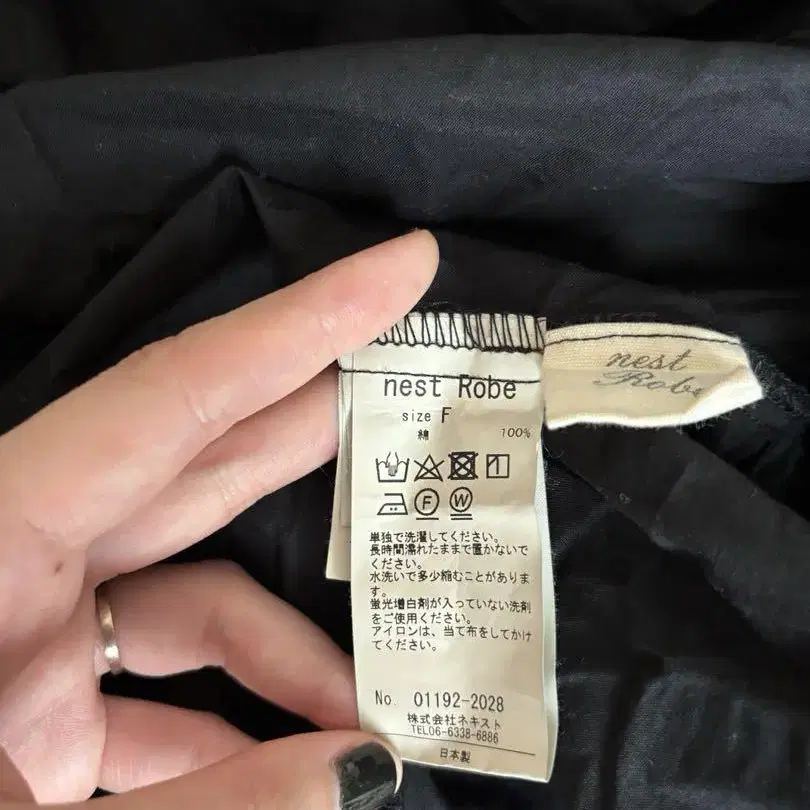 nest Robe
size F
綿 100%
F W
単独で洗濯してください。
長時間濡れたままで置かないで
ください。
水洗いで多少縮むことがありま
す。
蛍光増白剤が入っていない洗剤
をご使用ください。
アイロンは、当て布をしてかけ
てください。
No. 01192-2028
株式会社ネキスト
TEL06-6338-6886
日本製
nest
Robe